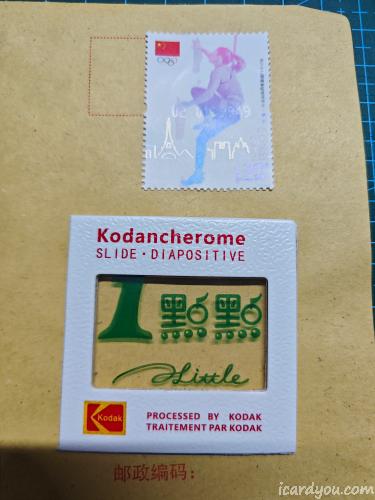 Kodancherome
SLIDE · DIAPOSITIVE
1點點
a Little
Kodak
PROCESSED BY KODAK
TRAITEMENT PAR KODAK
邮政编码：
icardyou.com